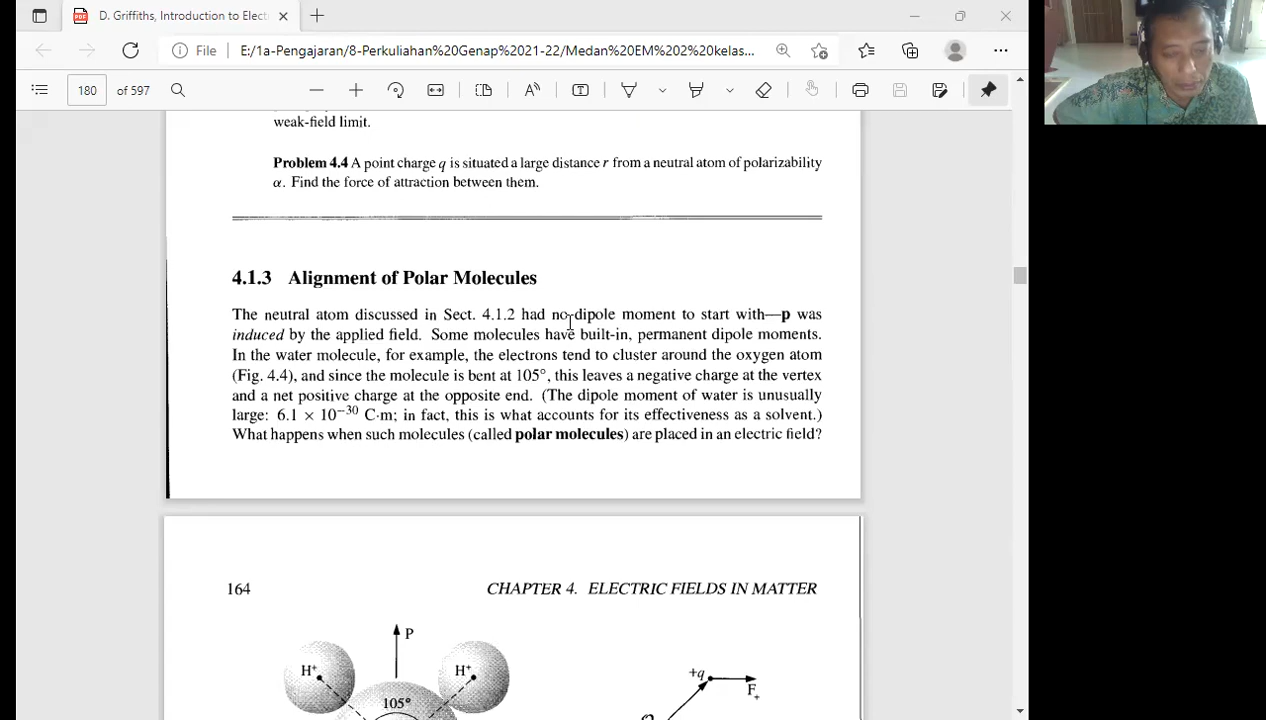 D. Griffiths, Introduction to Elect
File E:/1a-Pengajaran/8-Perkuliahan%20Genap%2021-22/Medan%20EM%202%20kelas...
180 of 597
weak-field limit.
Problem 4.4 A point charge q is situated a large distance r from a neutral atom of polarizability
α. Find the force of attraction between them.
4.1.3 Alignment of Polar Molecules
The neutral atom discussed in Sect. 4.1.2 had no dipole moment to start with—p was
induced by the applied field. Some molecules have built-in, permanent dipole moments.
In the water molecule, for example, the electrons tend to cluster around the oxygen atom
(Fig. 4.4), and since the molecule is bent at 105°, this leaves a negative charge at the vertex
and a net positive charge at the opposite end. (The dipole moment of water is unusually
large: 6.1 × 10⁻³⁰ C·m; in fact, this is what accounts for its effectiveness as a solvent.)
What happens when such molecules (called polar molecules) are placed in an electric field?
164 CHAPTER 4. ELECTRIC FIELDS IN MATTER
P
H⁺ H⁺
105°
+q
F₊